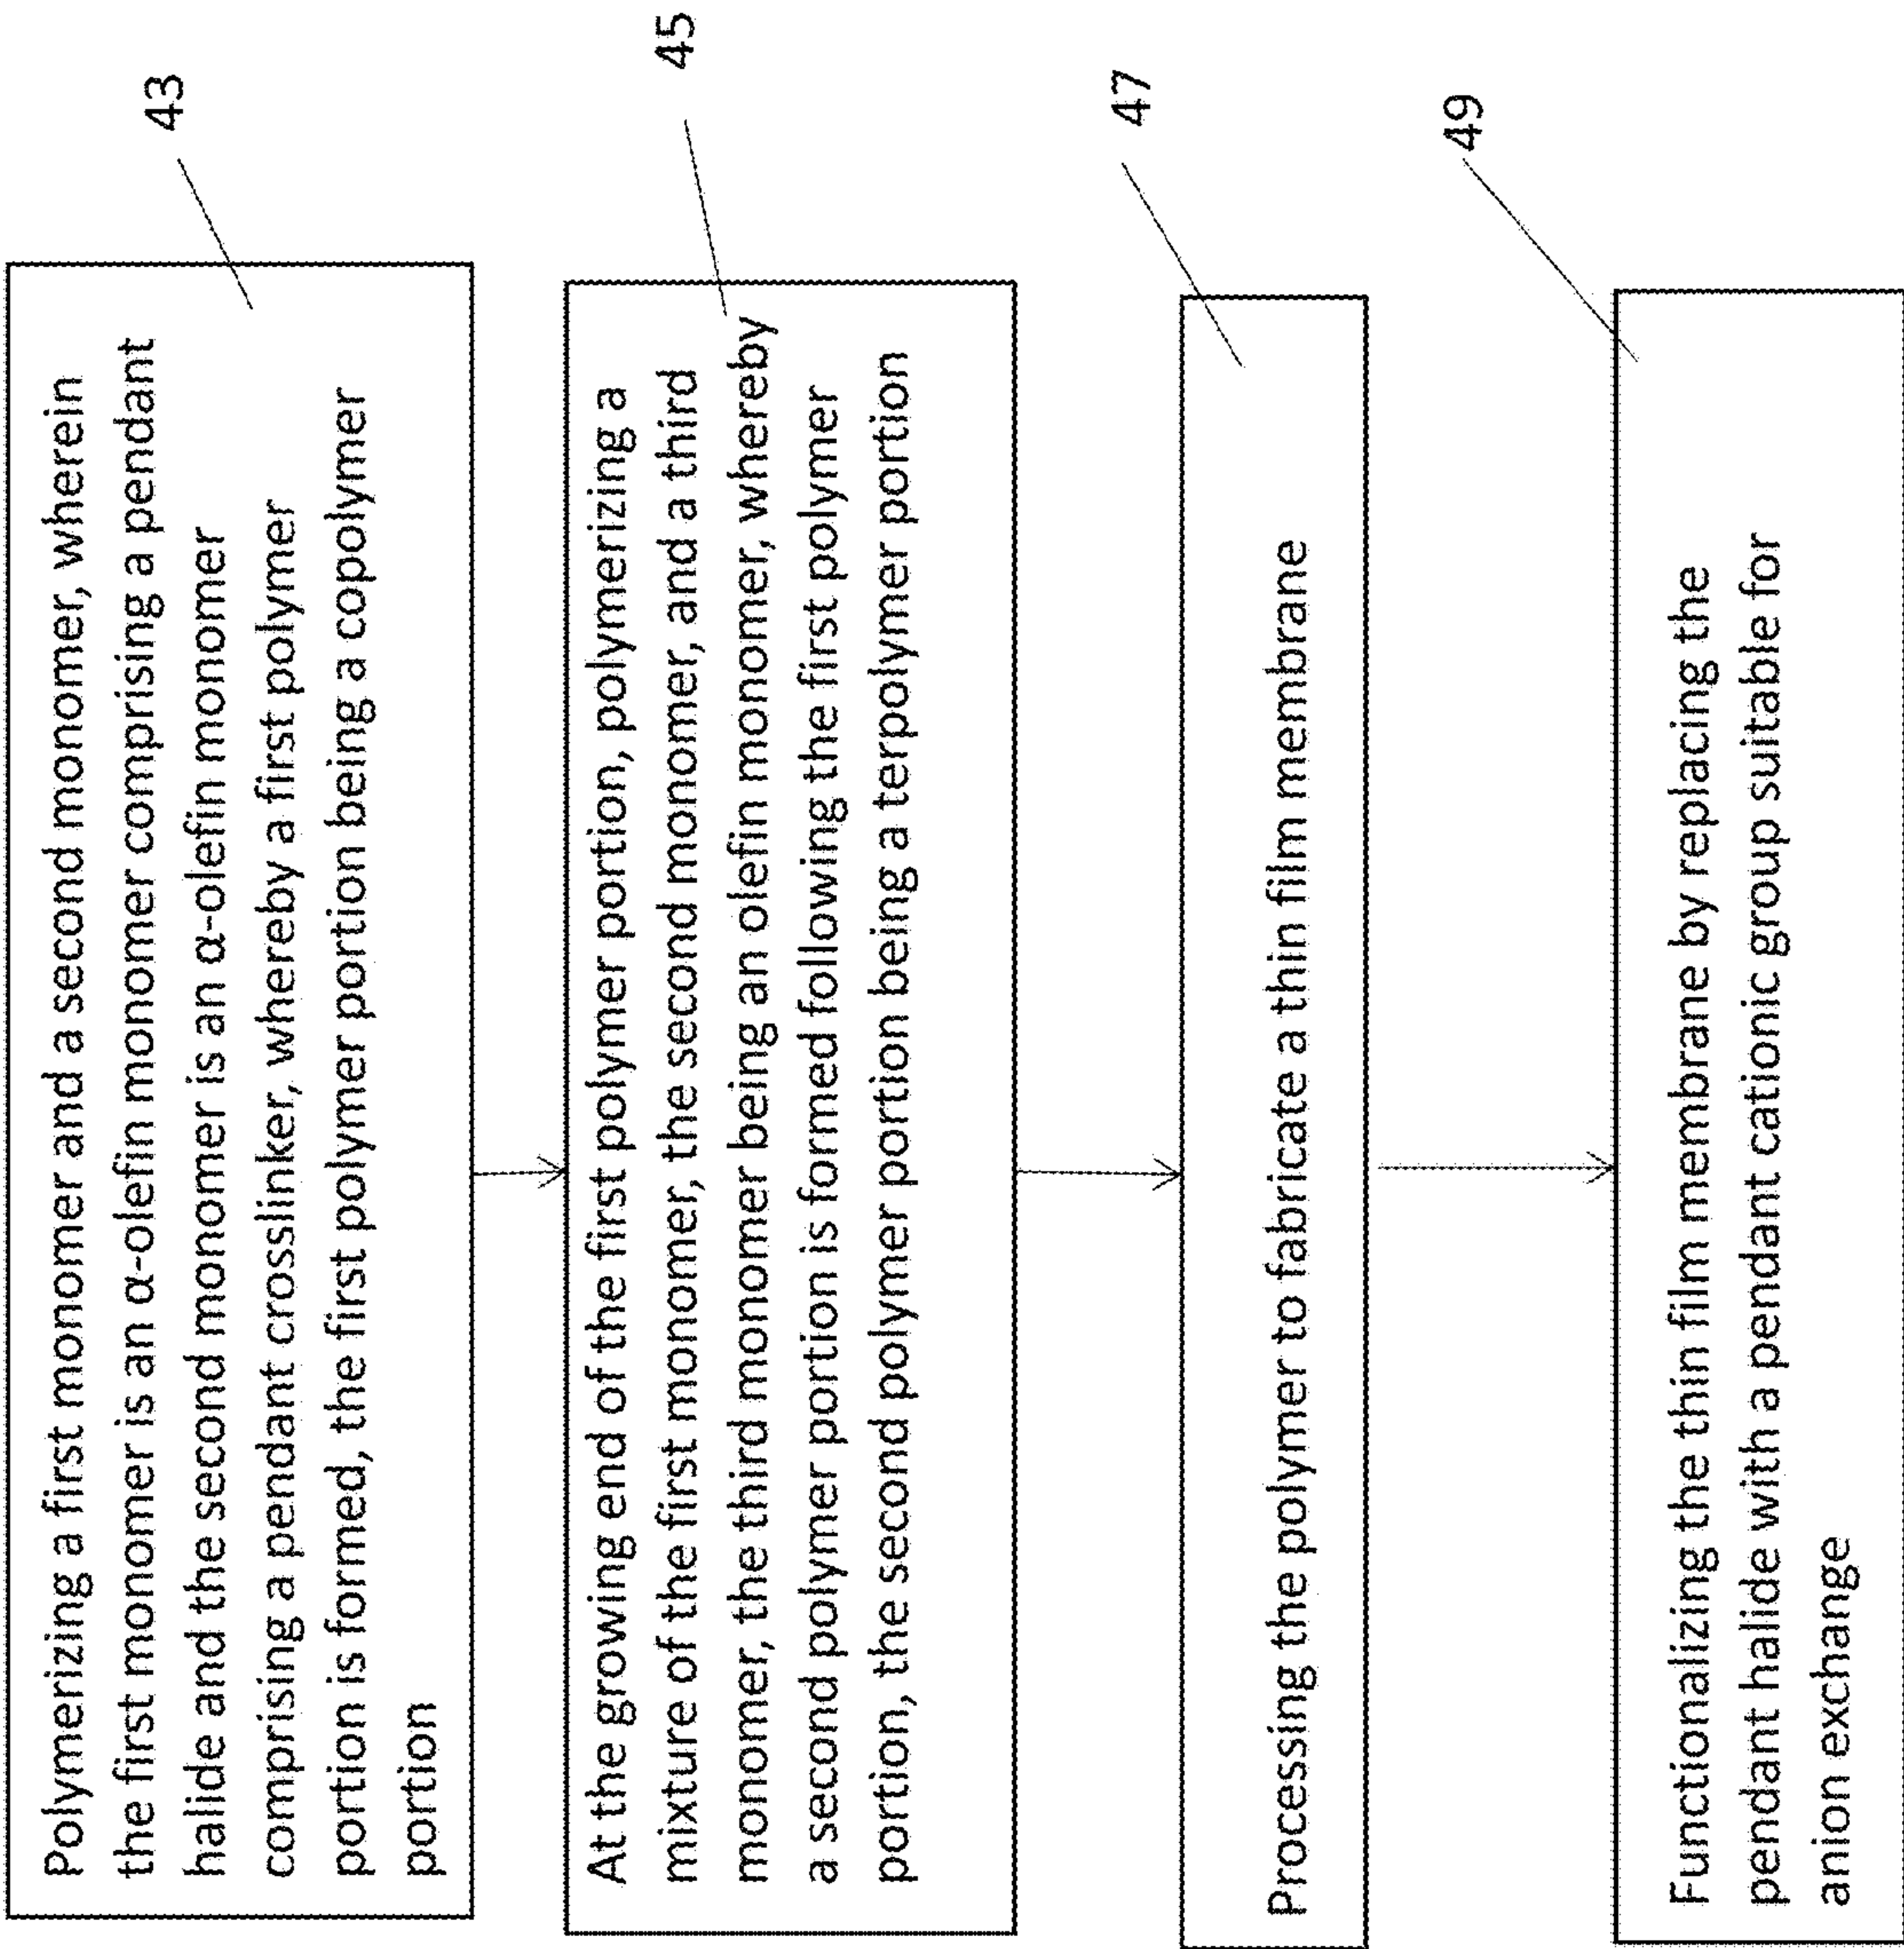 Polymerizing a first monomer and a second monomer, wherein
the first monomer is an α-olefin monomer comprising a pendant
halide and the second monomer is an α-olefin monomer
comprising a pendant crosslinker, whereby a first polymer
portion is formed, the first polymer portion being a copolymer
portion
43
At the growing end of the first polymer portion, polymerizing a
mixture of the first monomer, the second monomer, and a third
monomer, the third monomer being an olefin monomer, whereby
a second polymer portion is formed following the first polymer
portion, the second polymer portion being a terpolymer portion
45
Processing the polymer to fabricate a thin film membrane
47
Functionalizing the thin film membrane by replacing the
pendant halide with a pendant cationic group suitable for
anion exchange
49